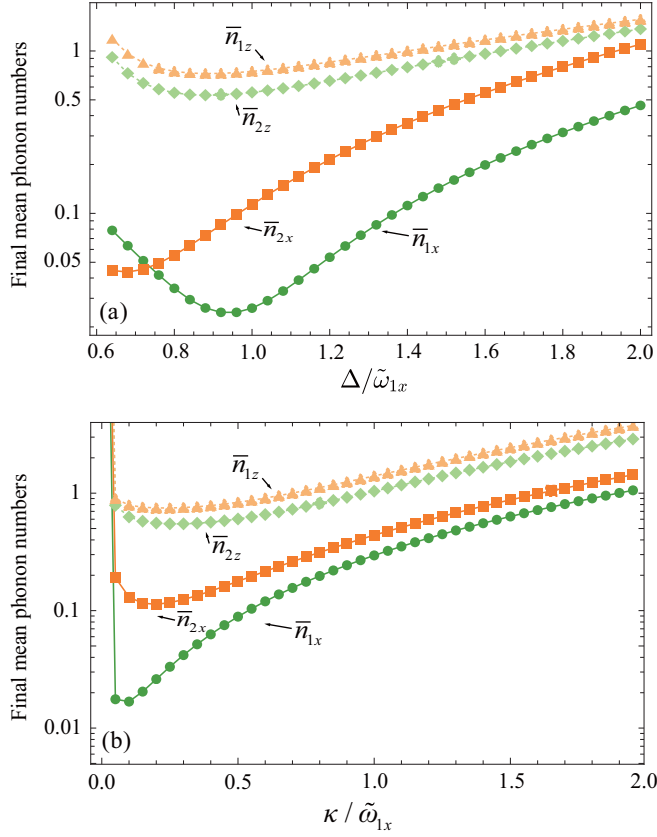 Final mean phonon numbers
1
0.5
0.1
0.05
n̅1z
n̅2z
n̅2x
n̅1x
(a)
0.6 0.8 1.0 1.2 1.4 1.6 1.8 2.0
Δ/ω̃1x
Final mean phonon numbers
1
0.1
0.01
n̅1z
n̅2z
n̅2x
n̅1x
(b)
0.0 0.5 1.0 1.5 2.0
κ / ω̃1x